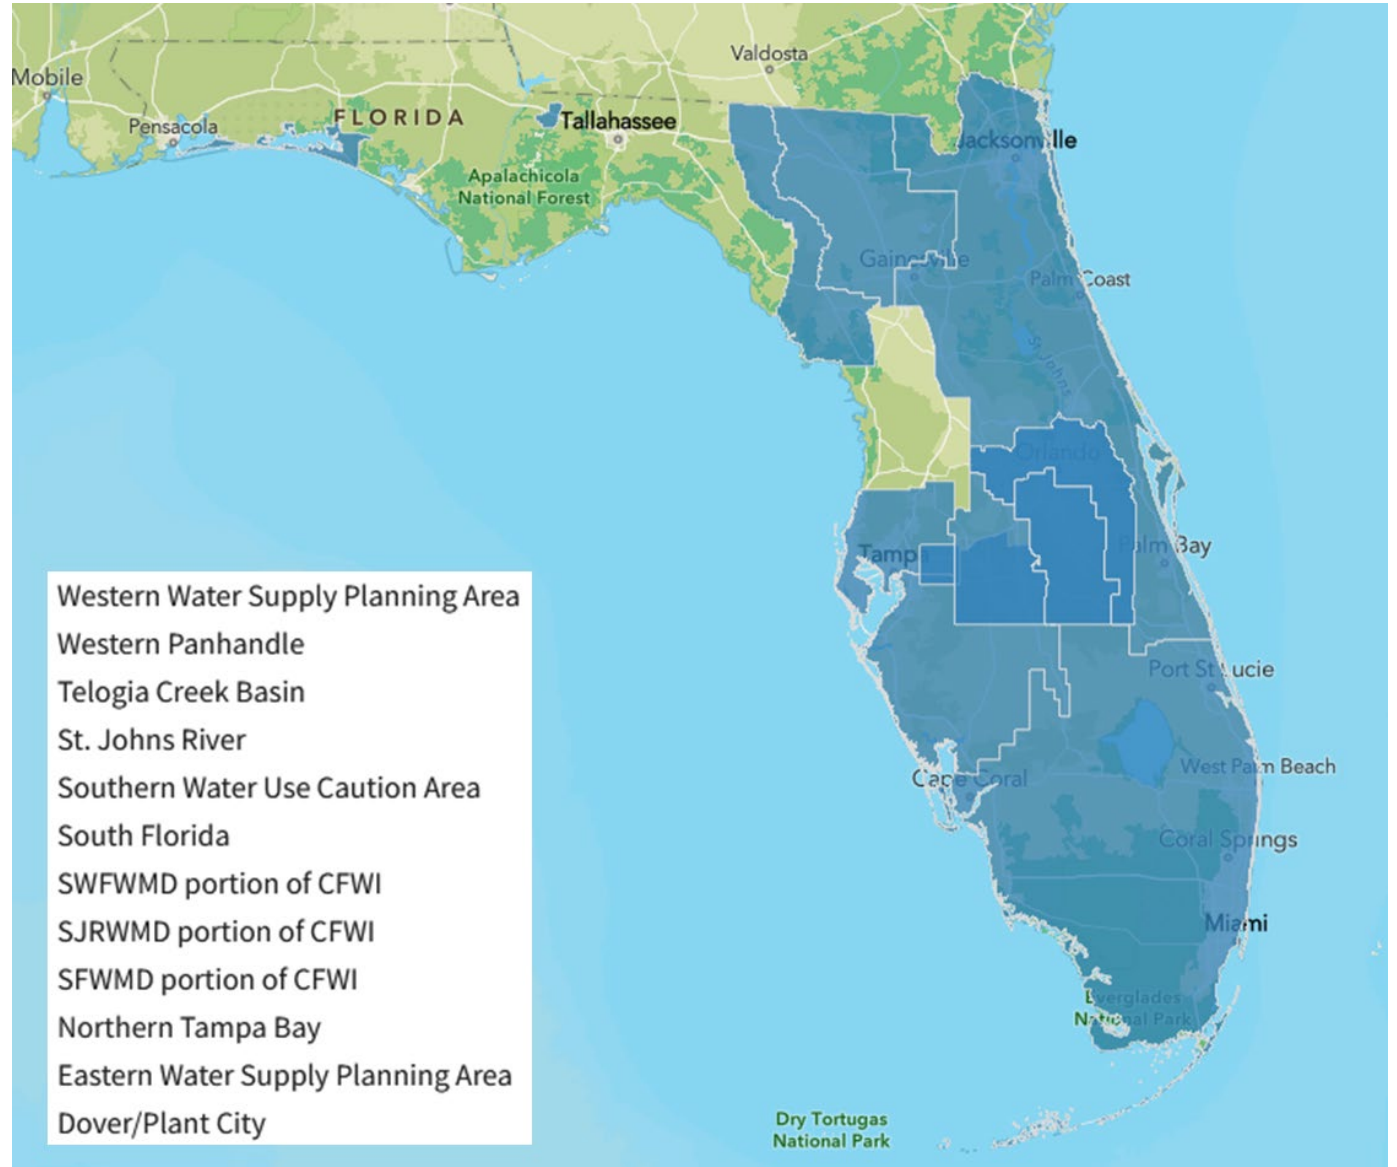 Valdosta
Mobile
FLORIDA
Pensacola
Tallahassee
Jacksonville
Apalachicola
National Forest
Gainesville
Palm Coast
St. Johns
Orlando
Tampa
Palm Bay
Western Water Supply Planning Area
Western Panhandle
Telogia Creek Basin
St. Johns River
Southern Water Use Caution Area
South Florida
SWFWMD portion of CFWI
SJRWMD portion of CFWI
SFWMD portion of CFWI
Northern Tampa Bay
Eastern Water Supply Planning Area
Dover/Plant City
Port St Lucie
West Palm Beach
Cape Coral
Coral Springs
Miami
Everglades
National Park
Dry Tortugas
National Park